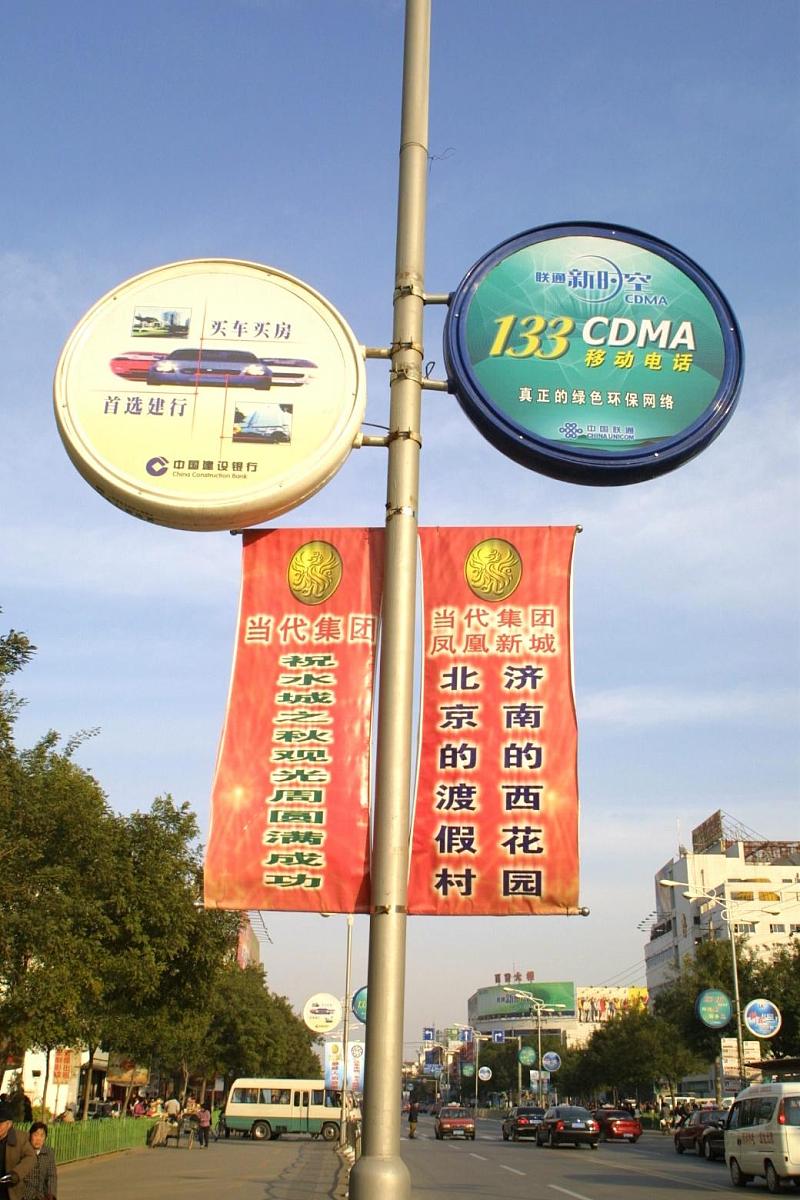 买车买房
首选建行
中国建设银行
China Construction Bank
联通新时空
CDMA
133 CDMA
移动电话
真正的绿色环保网络
中国联通
CHINA UNICOM
当代集团
祝水城之秋观光周圆满成功
当代集团
凤凰新城
济南的西花园
北京的渡假村
百货大楼